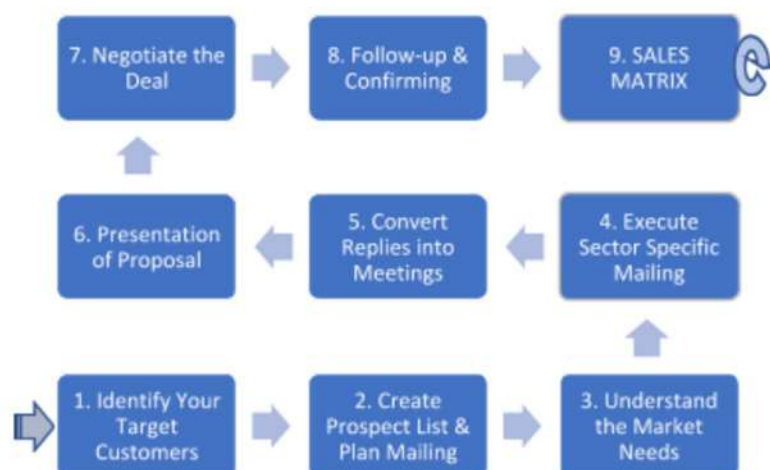 7. Negotiate the
Deal
8. Follow-up &
Confirming
9. SALES
MATRIX
6. Presentation
of Proposal
5. Convert
Replies into
Meetings
4. Execute
Sector Specific
Mailing
1. Identify Your
Target
Customers
2. Create
Prospect List &
Plan Mailing
3. Understand
the Market
Needs